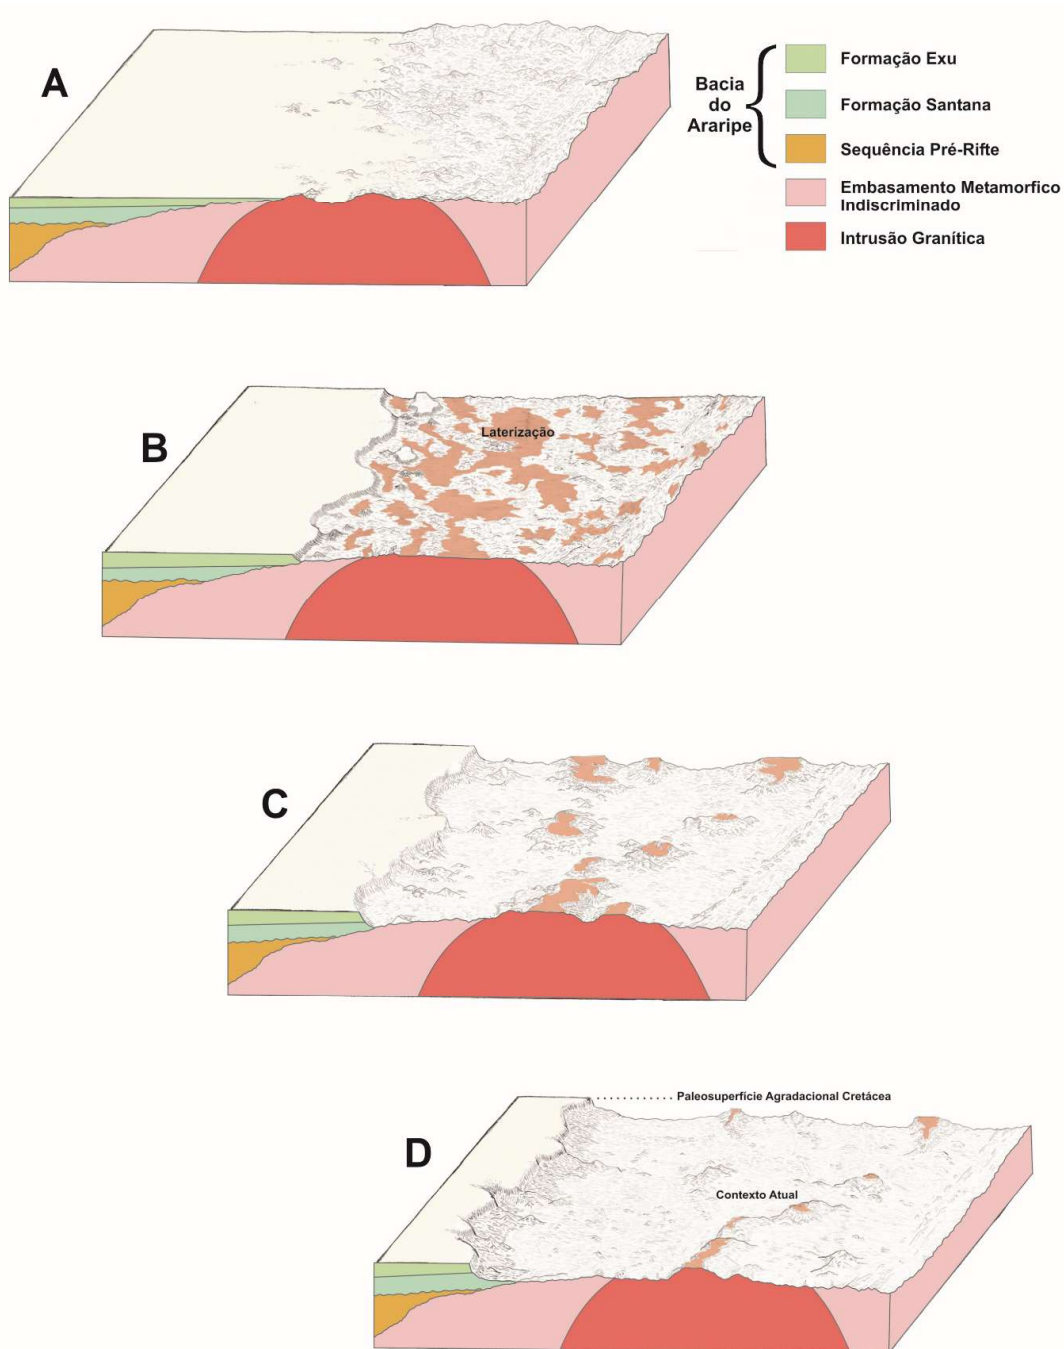 A
Bacia
do
Araripe
Formação Exu
Formação Santana
Sequência Pré-Rifte
Embasamento Metamorfico
Indiscriminado
Intrusão Granítica
B
Laterização
C
D
Paleosuperfície Agradacional Cretácea
Contexto Atual